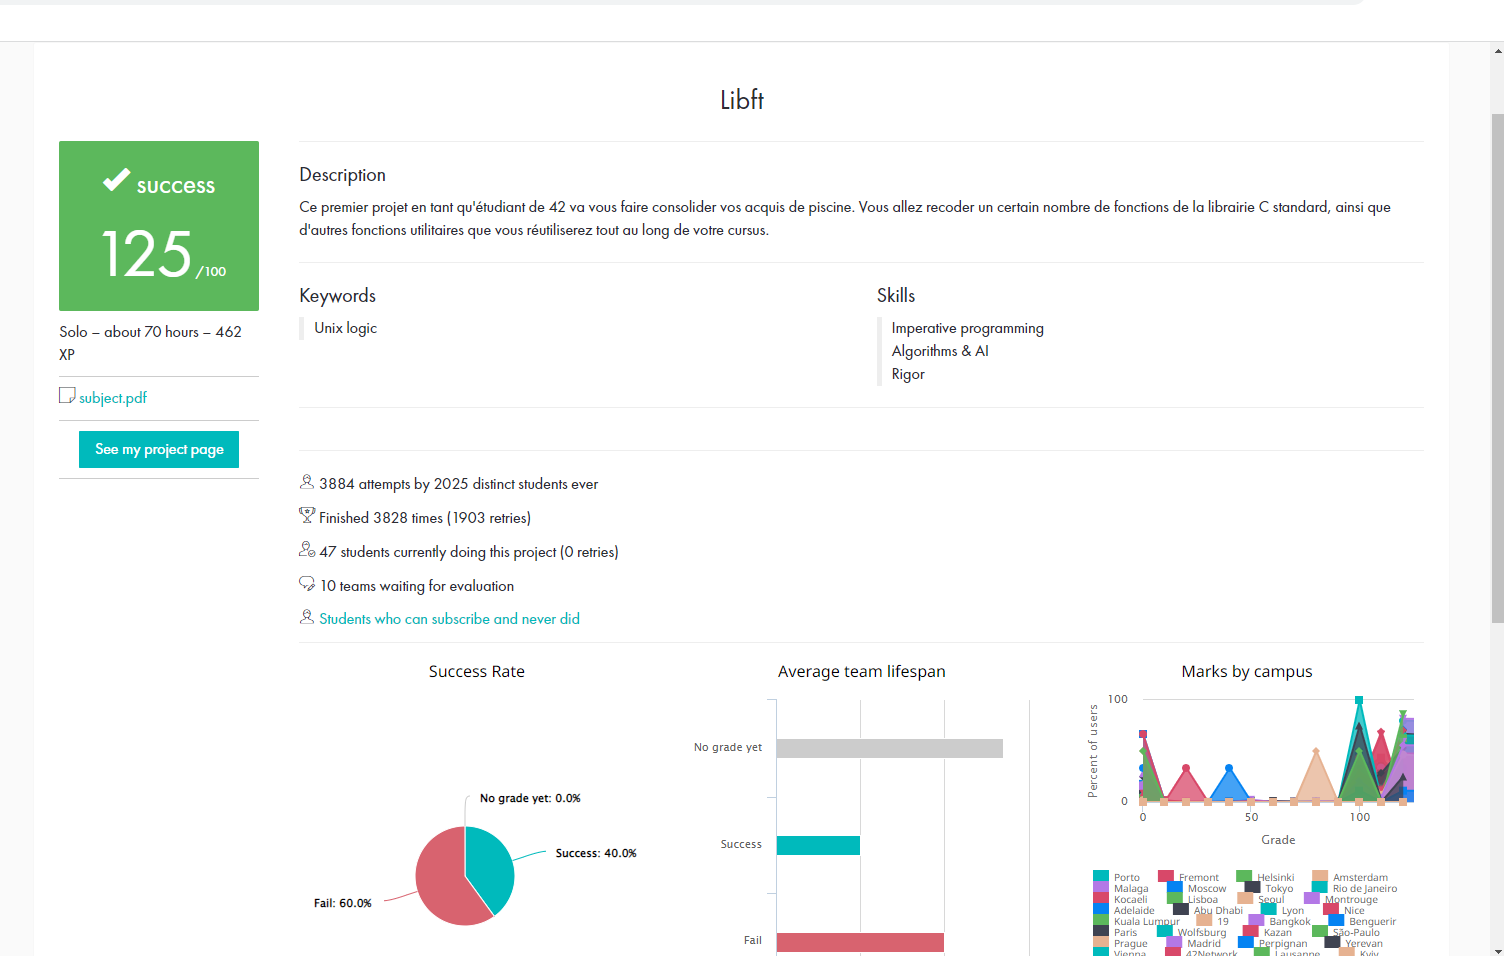 Libft
success
125 /100
Solo – about 70 hours – 462
XP
subject.pdf
See my project page
Description
Ce premier projet en tant qu'étudiant de 42 va vous faire consolider vos acquis de piscine. Vous allez recoder un certain nombre de fonctions de la librairie C standard, ainsi que
d'autres fonctions utilitaires que vous réutiliserez tout au long de votre cursus.
Keywords
Unix logic
Skills
Imperative programming
Algorithms & AI
Rigor
3884 attempts by 2025 distinct students ever
Finished 3828 times (1903 retries)
47 students currently doing this project (0 retries)
10 teams waiting for evaluation
Students who can subscribe and never did
Success Rate
No grade yet: 0.0%
Success: 40.0%
Fail: 60.0%
Average team lifespan
No grade yet
Success
Fail
Marks by campus
Percent of users
100
0
0 50 100
Grade
Porto Fremont Helsinki Amsterdam
Malaga Moscow Tokyo Rio de Janeiro
Kocaeli Lisboa Seoul Montrouge
Adelaide Abu Dhabi Lyon Nice
Kuala Lumpur 19 Bangkok Benguerir
Paris Wolfsburg Kazan São-Paulo
Prague Madrid Perpignan Yerevan
Vienna 42Network Lausanne Kyiv